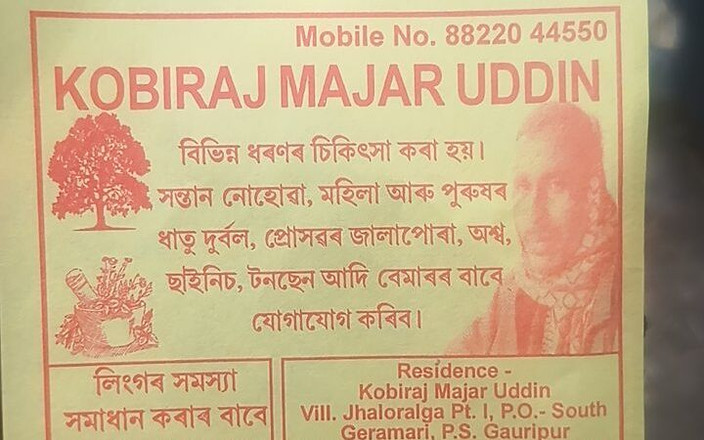 Mobile No. 88220 44550
KOBIRAJ MAJAR UDDIN
বিভিন্ন ধৰণৰ চিকিৎসা কৰা হয়।
সন্তান নোহোৱা, মহিলা আৰু পুৰুষৰ
ধাতু দুৰ্বল, প্ৰোসৱৰ জালাপোৰা, অশ্ব,
ছাইনিচ, টনছেন আদি বেমাৰৰ বাবে
যোগাযোগ কৰিব।
লিংগৰ সমস্যা
সমাধান কৰাৰ বাবে
Residence -
Kobiraj Majar Uddin
Vill. Jhaloralga Pt. I, P.O.- South
Geramari, P.S. Gauripur